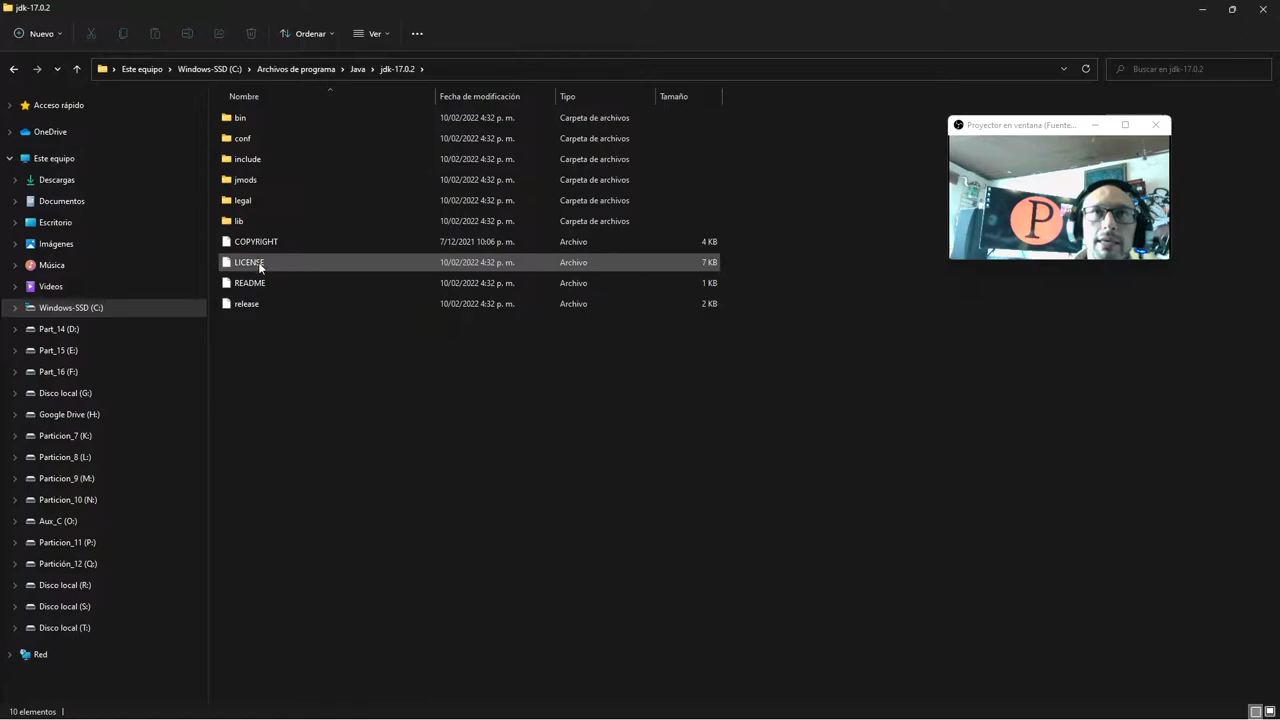 jdk-17.0.2
Nuevo Ordenar Ver
Este equipo Windows-SSD (C:) Archivos de programa Java jdk-17.0.2
Buscar en jdk-17.0.2
Nombre Fecha de modificación Tipo Tamaño
Acceso rápido
OneDrive
Este equipo
Descargas
Documentos
Escritorio
Imágenes
Música
Videos
Windows-SSD (C:)
Part_14 (D:)
Part_15 (E:)
Part_16 (F:)
Disco local (G:)
Google Drive (H:)
Particion_7 (K:)
Particion_8 (L:)
Particion_9 (M:)
Particion_10 (N:)
Aux_C (O:)
Particion_11 (P:)
Partición_12 (Q:)
Disco local (R:)
Disco local (S:)
Disco local (T:)
Red
bin 10/02/2022 4:32 p. m. Carpeta de archivos
conf 10/02/2022 4:32 p. m. Carpeta de archivos
include 10/02/2022 4:32 p. m. Carpeta de archivos
jmods 10/02/2022 4:32 p. m. Carpeta de archivos
legal 10/02/2022 4:32 p. m. Carpeta de archivos
lib 10/02/2022 4:32 p. m. Carpeta de archivos
COPYRIGHT 7/12/2021 10:06 p. m. Archivo 4 KB
LICENSE 10/02/2022 4:32 p. m. Archivo 7 KB
README 10/02/2022 4:32 p. m. Archivo 1 KB
release 10/02/2022 4:32 p. m. Archivo 2 KB
Proyector en ventana (Fuente...
P
10 elementos